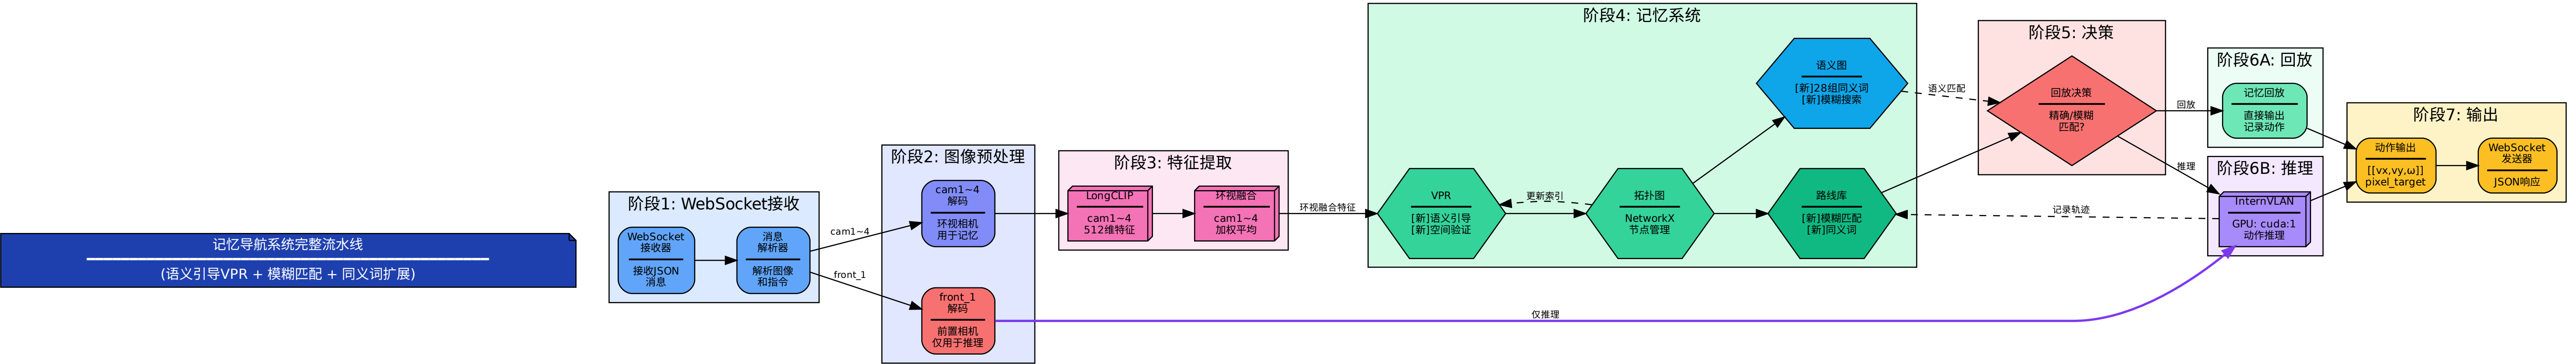 记忆导航系统完整流水线
(语义引导VPR + 模糊匹配 + 同义词扩展)
阶段1: WebSocket接收
WebSocket
接收器
接收JSON
消息
消息
解析器
解析图像
和指令
cam1~4
front_1
阶段2: 图像预处理
cam1~4
解码
环视相机
用于记忆
front_1
解码
前置相机
仅用于推理
阶段3: 特征提取
LongCLIP
cam1~4
512维特征
环视融合
cam1~4
加权平均
环视融合特征
阶段4: 记忆系统
VPR
[新]语义引导
[新]空间验证
更新索引
拓扑图
NetworkX
节点管理
语义图
[新]28组同义词
[新]模糊搜索
路线库
[新]模糊匹配
[新]同义词
语义匹配
仅推理
阶段5: 决策
回放决策
精确/模糊
匹配?
回放
推理
记录轨迹
阶段6A: 回放
记忆回放
直接输出
记录动作
阶段6B: 推理
InternVLAN
GPU: cuda:1
动作推理
阶段7: 输出
动作输出
[[vx,vy,ω]]
pixel_target
WebSocket
发送器
JSON响应